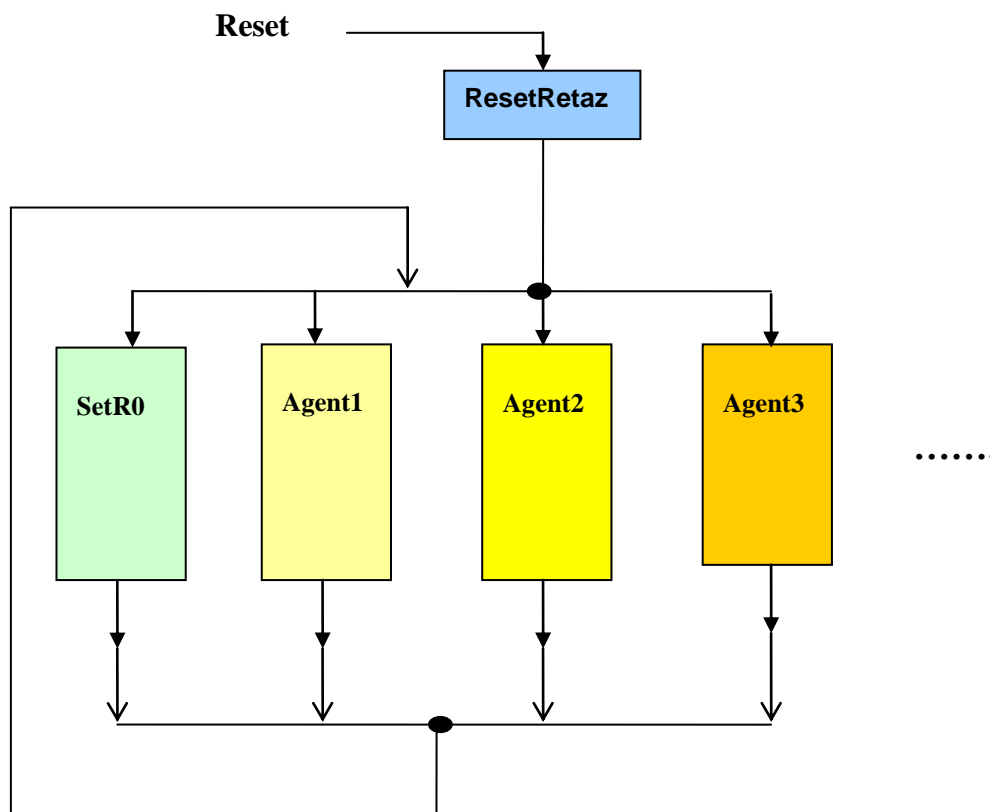 Reset
ResetRetaz
SetR0
Agent1
Agent2
Agent3
.......